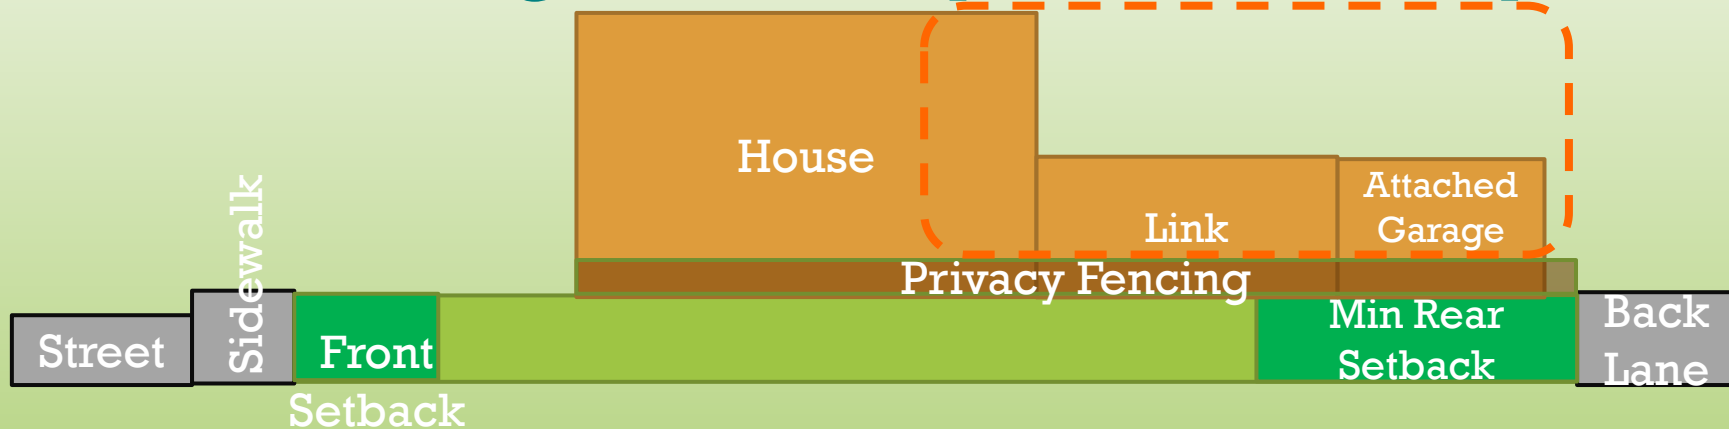 House
Attached
Garage
Link
Privacy Fencing
Street
Sidewalk
Front
Setback
Min Rear
Setback
Back
Lane